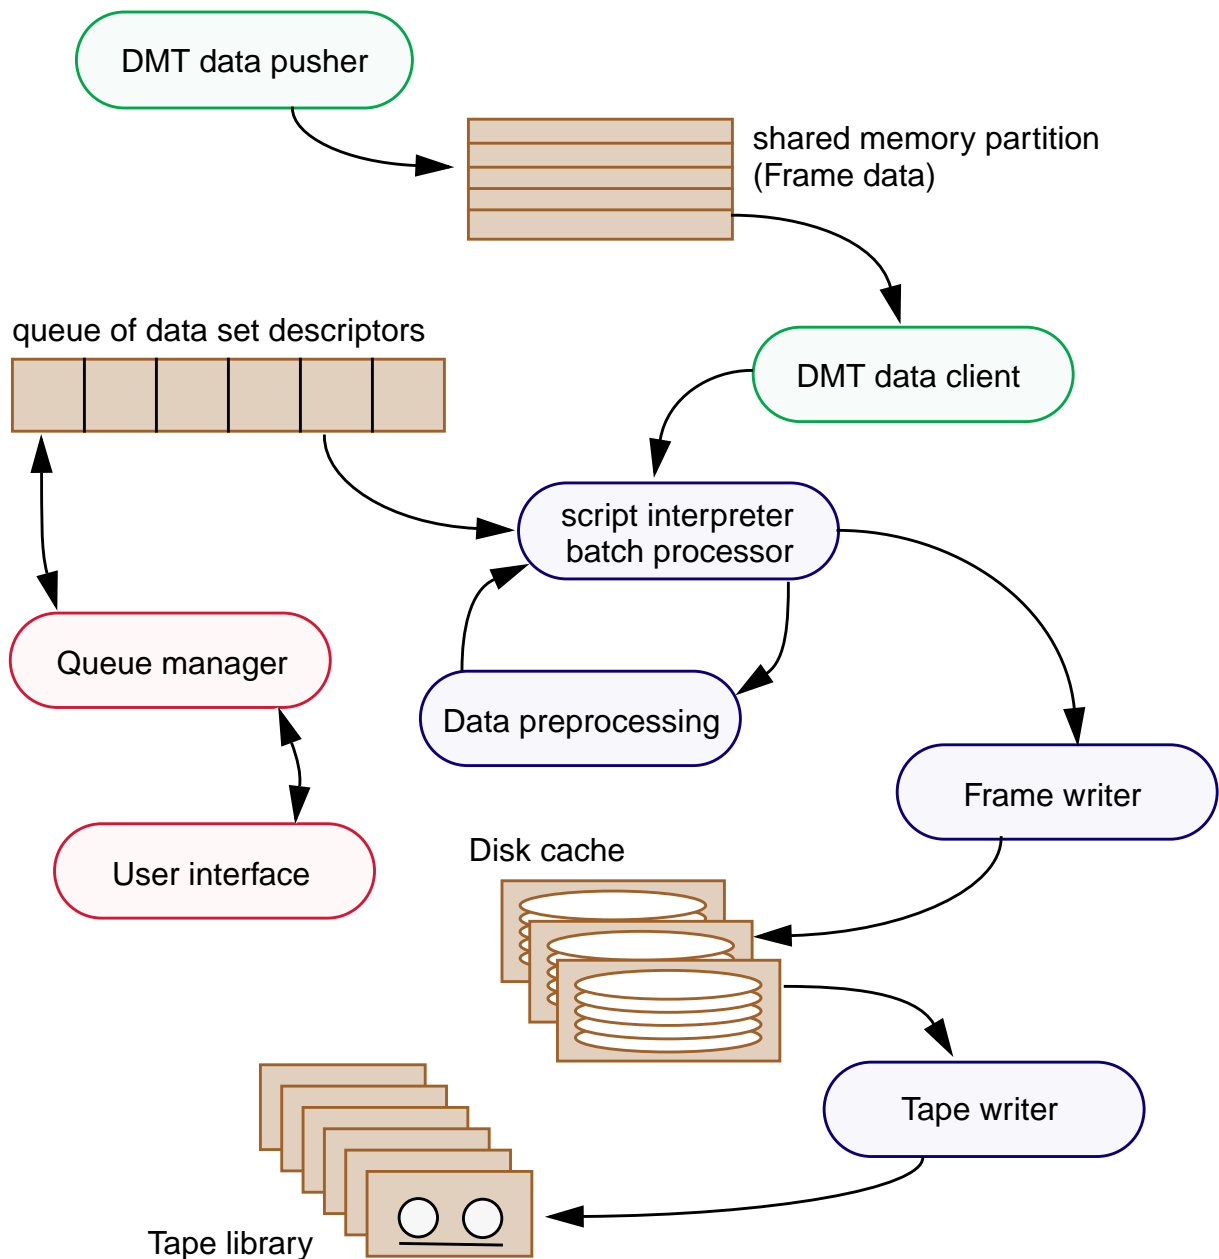 DMT data pusher
shared memory partition
(Frame data)
queue of data set descriptors
DMT data client
script interpreter
batch processor
Queue manager
Data preprocessing
Frame writer
Disk cache
User interface
Tape writer
Tape library